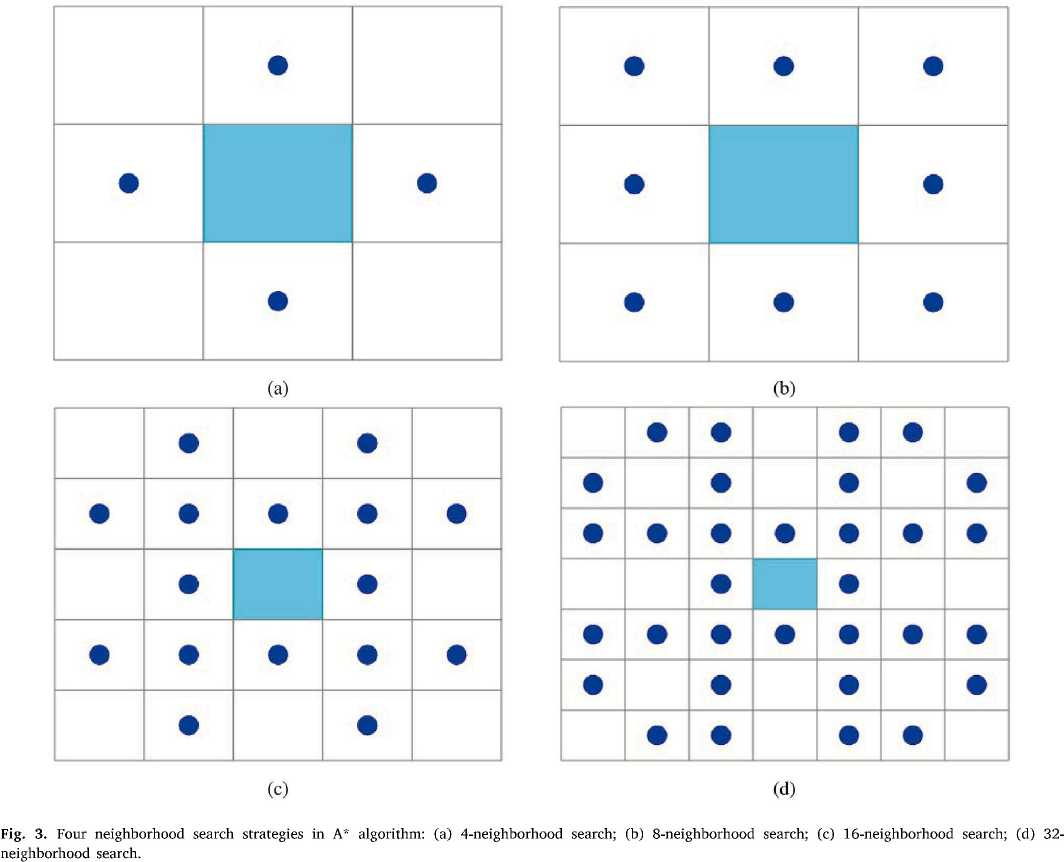 (a)
(b)
(c)
(d)
Fig. 3. Four neighborhood search strategies in A* algorithm: (a) 4-neighborhood search; (b) 8-neighborhood search; (c) 16-neighborhood search; (d) 32-
neighborhood search.